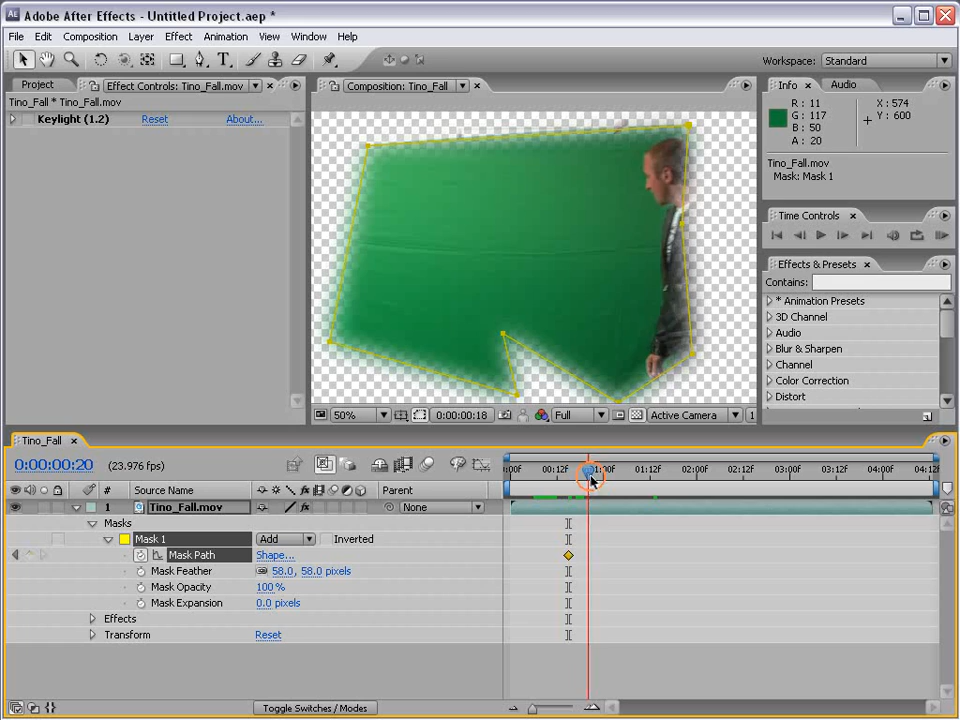 AE Adobe After Effects - Untitled Project.aep *
File Edit Composition Layer Effect Animation View Window Help
Workspace: Standard
Project Effect Controls: Tino_Fall.mov
Tino_Fall * Tino_Fall.mov
Keylight (1.2) Reset About...
Composition: Tino_Fall
50% 0:00:00:18 Full Active Camera 1
Info Audio
R : 11 X : 574
G : 117 Y : 600
B : 50
A : 20
Tino_Fall.mov
Mask: Mask 1
Time Controls
Effects & Presets
Contains:
* Animation Presets
3D Channel
Audio
Blur & Sharpen
Channel
Color Correction
Distort
Tino_Fall
0:00:00:20 (23.976 fps)
00:12f 01:12f 02:00f 02:12f 03:00f 03:12f 04:00f
# Source Name Parent
1 Tino_Fall.mov None
Masks
Mask 1 Add Inverted
Mask Path Shape...
Mask Feather 58.0, 58.0 pixels
Mask Opacity 100%
Mask Expansion 0.0 pixels
Effects
Transform Reset
Toggle Switches / Modes